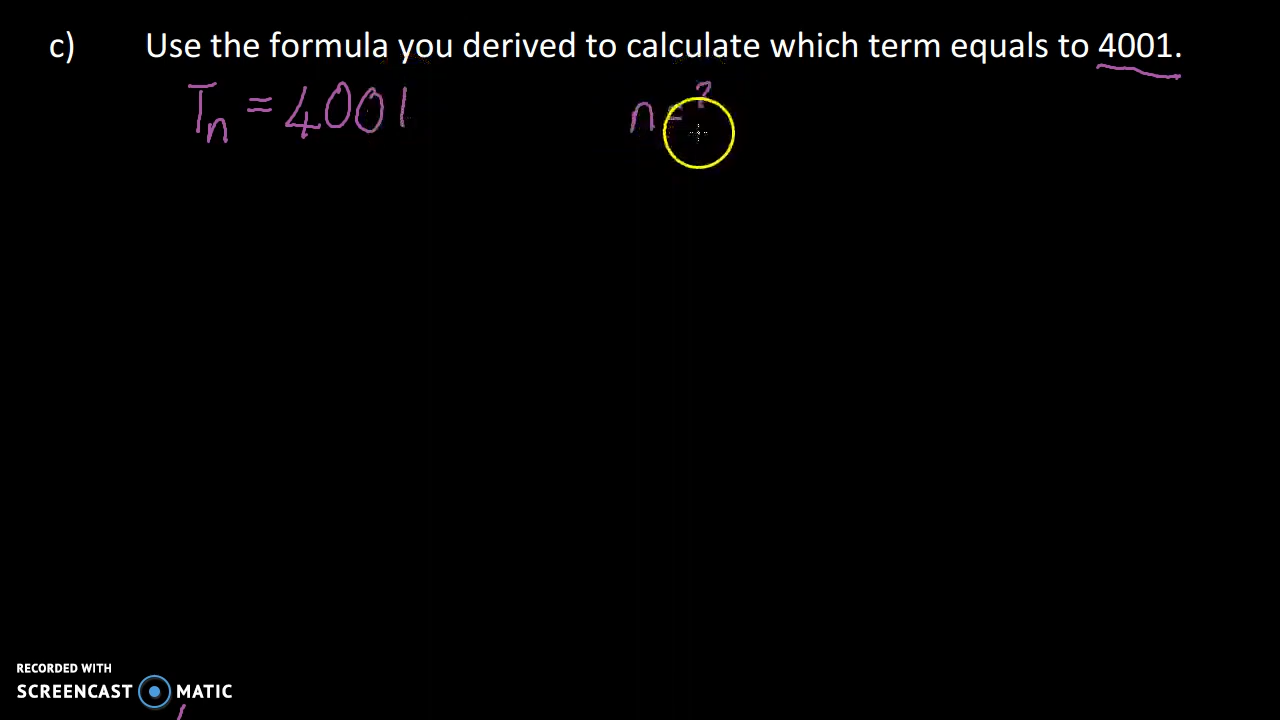 c) Use the formula you derived to calculate which term equals to 4001.
Tn = 4001 n = ?
RECORDED WITH
SCREENCAST MATIC